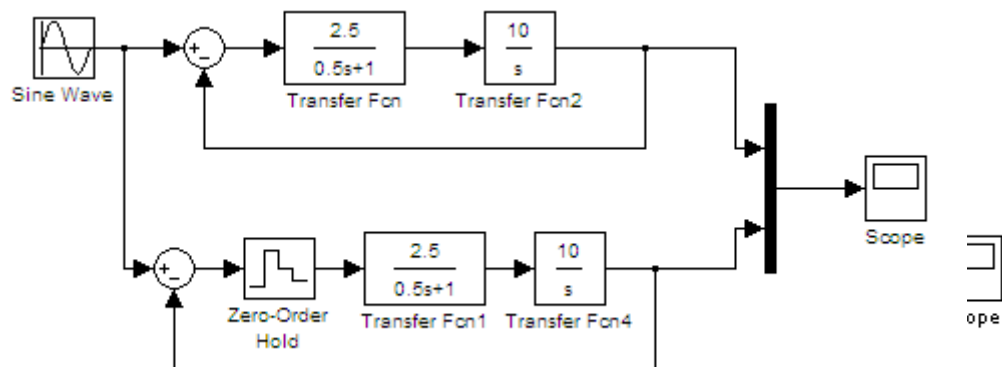 2.5
0.5s+1
10
s
Sine Wave
Transfer Fcn
Transfer Fcn2
Scope
2.5
0.5s+1
10
s
Zero-Order
Hold
Transfer Fcn1
Transfer Fcn4
ope